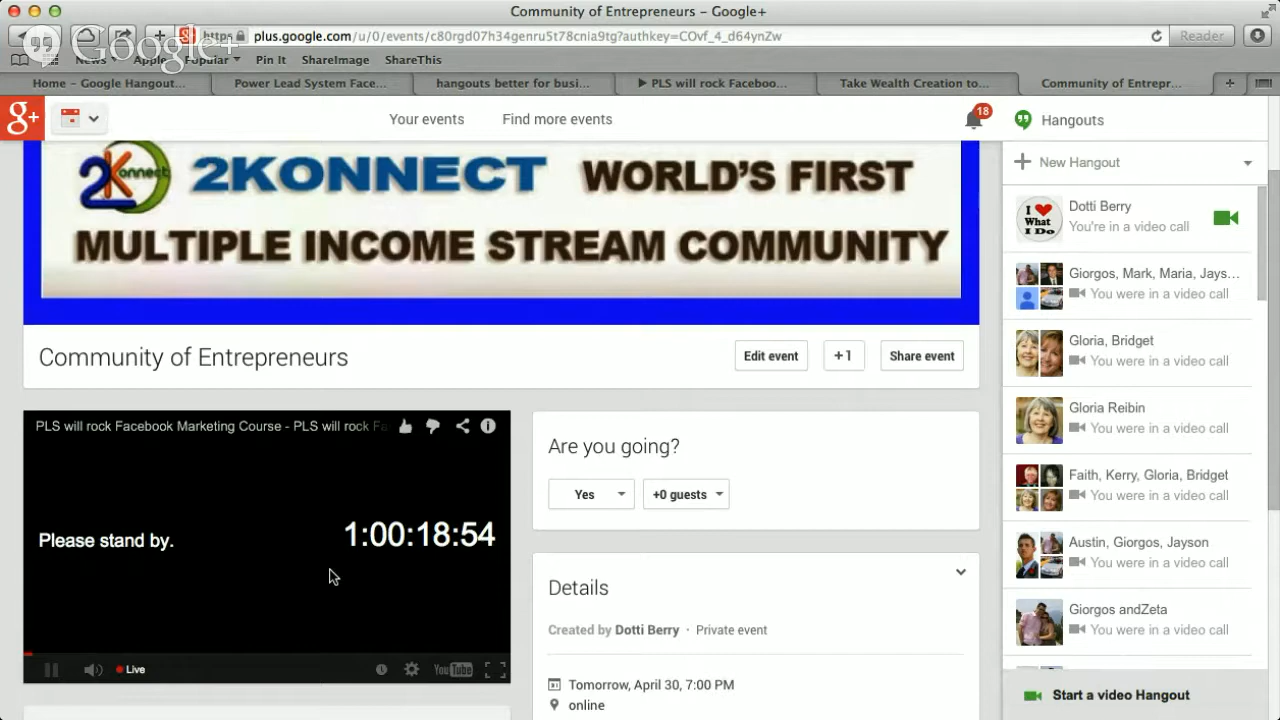 Community of Entrepreneurs – Google+
Google+
https plus.google.com/u/0/events/c80rgd07h34genru5t78cnia9tg?authkey=COvf_4_d64ynZw
Reader
News Apple Popular Pin It ShareImage ShareThis
Home – Google Hangout...
Power Lead System Face...
hangouts better for busi...
▶ PLS will rock Faceboo...
Take Wealth Creation to...
Community of Entrepr...
g+
Your events
Find more events
18
Hangouts
2Konnect
2KONNECT WORLD'S FIRST
MULTIPLE INCOME STREAM COMMUNITY
Community of Entrepreneurs
Edit event
+1
Share event
PLS will rock Facebook Marketing Course - PLS will rock Fa
Please stand by.
1:00:18:54
Live
YouTube
Are you going?
Yes
+0 guests
Details
Created by Dotti Berry · Private event
Tomorrow, April 30, 7:00 PM
online
New Hangout
I ❤ What I Do
Dotti Berry
You're in a video call
Giorgos, Mark, Maria, Jays...
You were in a video call
Gloria, Bridget
You were in a video call
Gloria Reibin
You were in a video call
Faith, Kerry, Gloria, Bridget
You were in a video call
Austin, Giorgos, Jayson
You were in a video call
Giorgos andZeta
You were in a video call
Start a video Hangout